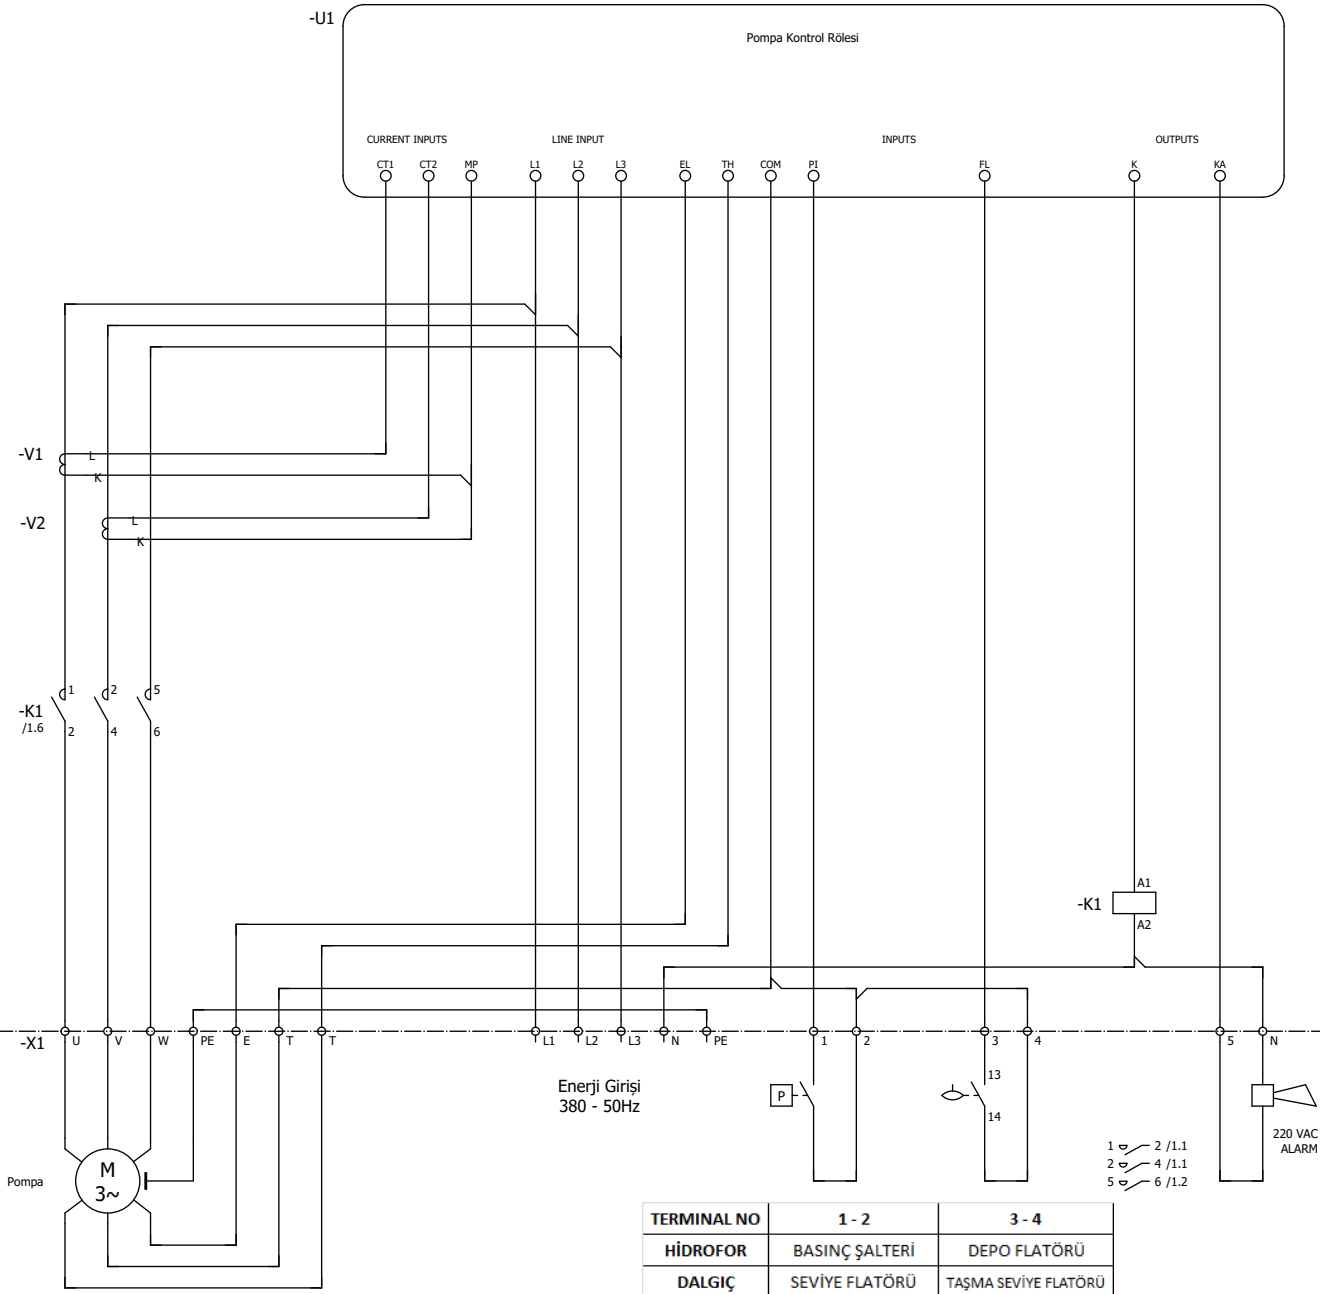 -U1
Pompa Kontrol Rölesi
CURRENT INPUTS
LINE INPUT
INPUTS
OUTPUTS
CT1
CT2
MP
L1
L2
L3
EL
TH
COM
PI
FL
K
KA
-V1
L
K
-V2
L
K
-K1
/1.6
1
2
2
4
5
6
-K1
A1
A2
-X1
U
V
W
PE
E
T
T
L1
L2
L3
N
PE
1
2
3
4
5
N
Enerji Girişi
380 - 50Hz
P
13
14
220 VAC
ALARM
1 2 /1.1
2 4 /1.1
5 6 /1.2
Pompa
M
3~
TERMINAL NO 1 - 2 3 - 4
HİDROFOR BASINÇ ŞALTERİ DEPO FLATÖRÜ
DALGIÇ SEVİYE FLATÖRÜ TAŞMA SEVİYE FLATÖRÜ